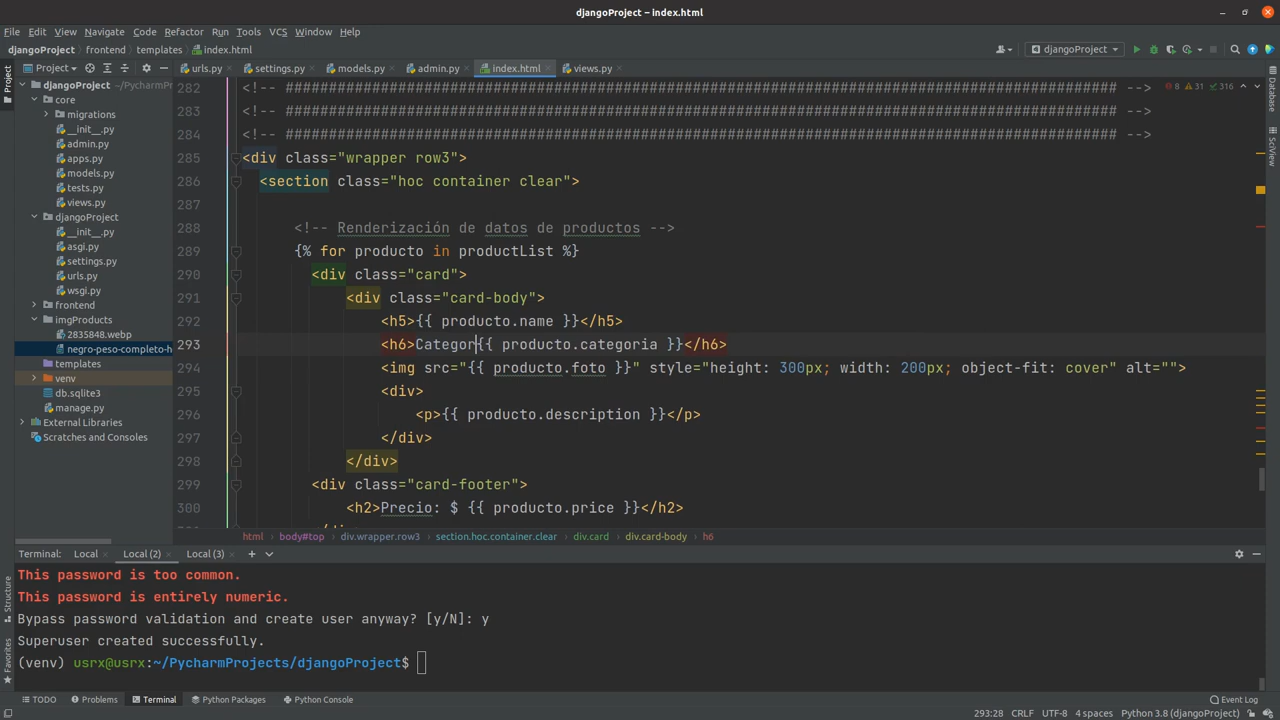 djangoProject – index.html
File Edit View Navigate Code Refactor Run Tools VCS Window Help
djangoProject frontend templates index.html djangoProject
Project urls.py settings.py models.py admin.py index.html views.py
djangoProject ~/PycharmPr
core
migrations
__init__.py
admin.py
apps.py
models.py
tests.py
views.py
djangoProject
__init__.py
asgi.py
settings.py
urls.py
wsgi.py
frontend
imgProducts
2835848.webp
negro-peso-completo-h
templates
venv
db.sqlite3
manage.py
External Libraries
Scratches and Consoles
8 31 316
282 <!-- ################################################################################################ -->
283 <!-- ################################################################################################ -->
284 <!-- ################################################################################################ -->
285 <div class="wrapper row3">
286 <section class="hoc container clear">
287
288 <!-- Renderización de datos de productos -->
289 {% for producto in productList %}
290 <div class="card">
291 <div class="card-body">
292 <h5>{{ producto.name }}</h5>
293 <h6>Categor{{ producto.categoria }}</h6>
294 <img src="{{ producto.foto }}" style="height: 300px; width: 200px; object-fit: cover" alt="">
295 <div>
296 <p>{{ producto.description }}</p>
297 </div>
298 </div>
299 <div class="card-footer">
300 <h2>Precio: $ {{ producto.price }}</h2>
html body#top div.wrapper.row3 section.hoc.container.clear div.card div.card-body h6
Terminal: Local Local (2) Local (3)
This password is too common.
This password is entirely numeric.
Bypass password validation and create user anyway? [y/N]: y
Superuser created successfully.
(venv) usrx@usrx:~/PycharmProjects/djangoProject$
TODO Problems Terminal Python Packages Python Console Event Log
293:28 CRLF UTF-8 4 spaces Python 3.8 (djangoProject)
Project
Structure
Favorites
Database
SciView